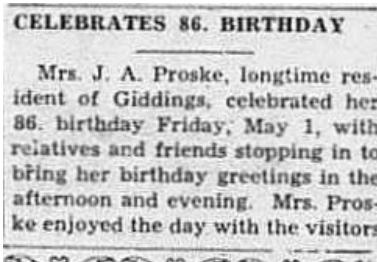 CELEBRATES 86. BIRTHDAY
Mrs. J. A. Proske, longtime res-
ident of Giddings, celebrated her
86. birthday Friday, May 1, with
relatives and friends stopping in to
bring her birthday greetings in the
afternoon and evening. Mrs. Pros-
ke enjoyed the day with the visitors